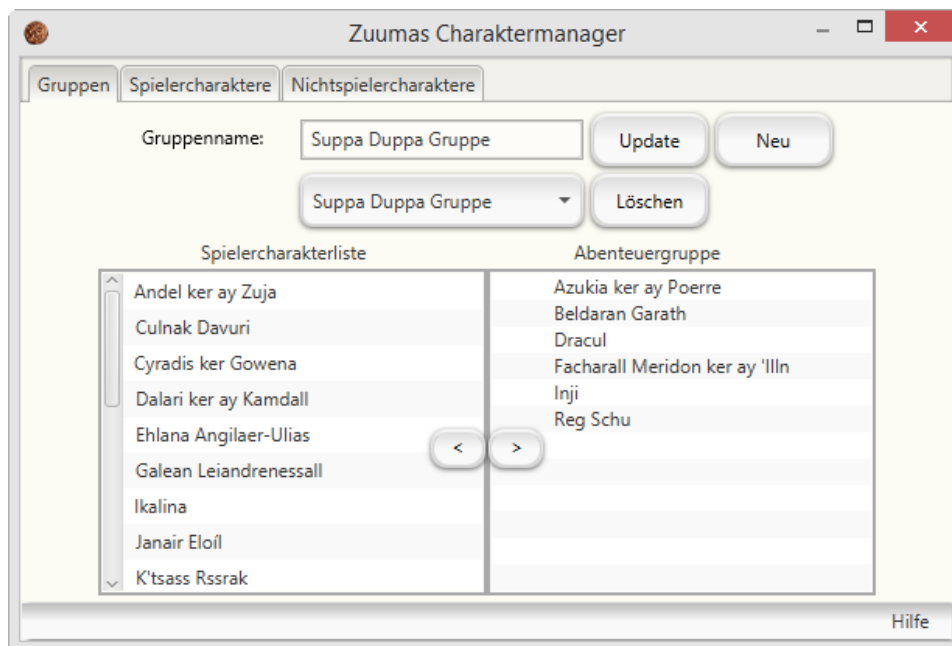 Zuumas Charaktermanager
Gruppen Spielercharaktere Nichtspielercharaktere
Gruppenname: Suppa Duppa Gruppe Update Neu
Suppa Duppa Gruppe Löschen
Spielercharakterliste Abenteuergruppe
Andel ker ay Zuja
Culnak Davuri
Cyradis ker Gowena
Dalari ker ay Kamdall
Ehlana Angilaer-Ulias
Galean Leiandrenessall
Ikalina
Janair Eloíl
K'tsass Rssrak
< >
Azukia ker ay Poerre
Beldaran Garath
Dracul
Facharall Meridon ker ay 'Illn
Inji
Reg Schu
Hilfe